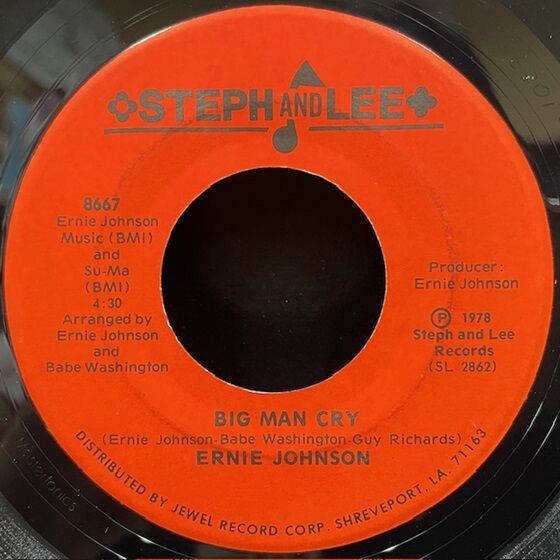 STEPH AND LEE
8667
Ernie Johnson
Music (BMI)
and
Su-Ma
(BMI)
4:30
Arranged by
Ernie Johnson
and
Babe Washington
Producer:
Ernie Johnson
Ⓟ 1978
Steph and Lee
Records
(SL 2862)
BIG MAN CRY
(Ernie Johnson-Babe Washington-Guy Richards)
ERNIE JOHNSON
DISTRIBUTED BY JEWEL RECORD CORP. SHREVEPORT, LA. 71163